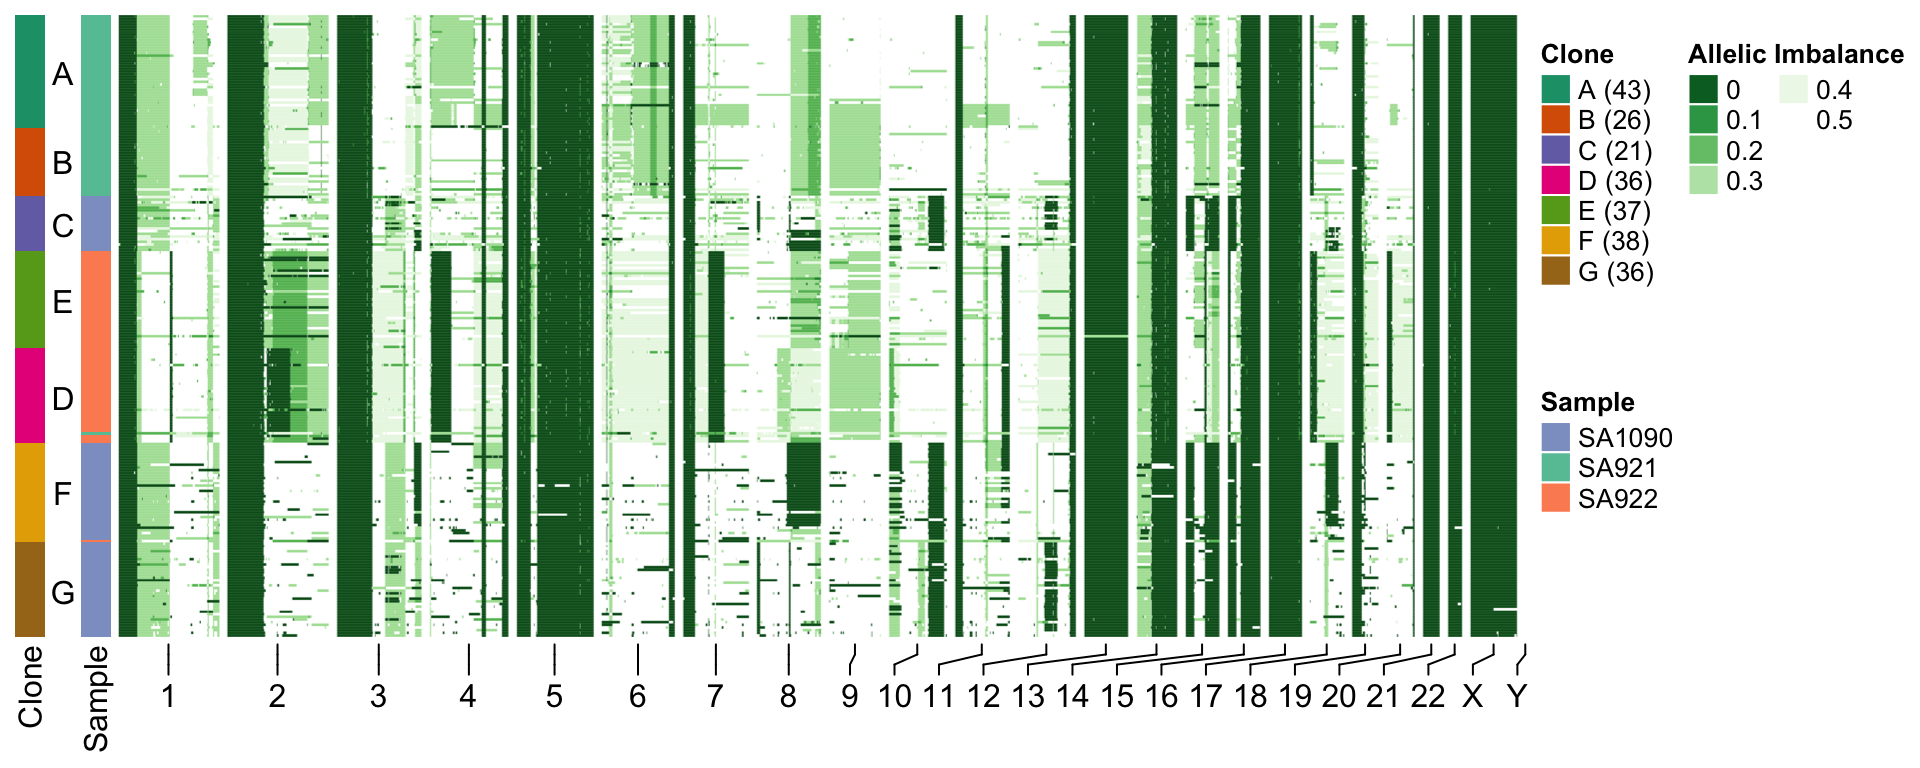 A
B
C
E
D
F
G
Clone
Sample
1 2 3 4 5 6 7 8 9 10 11 12 13 14 15 16 17 18 19 20 21 22 X Y
Clone
A (43)
B (26)
C (21)
D (36)
E (37)
F (38)
G (36)
Allelic Imbalance
0 0.4
0.1 0.5
0.2
0.3
Sample
SA1090
SA921
SA922